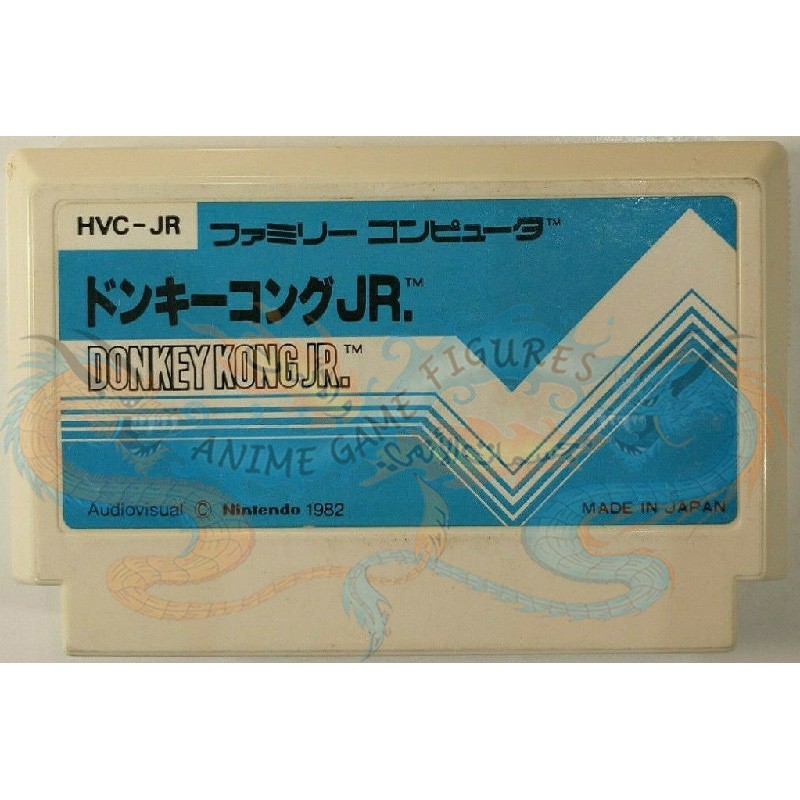 HVC-JR ファミリー コンピュータ™
ドンキーコングJR.™
DONKEY KONG JR.™
ANIME GAME FIGURES
Audiovisual © Nintendo 1982
MADE IN JAPAN